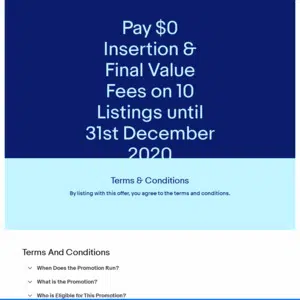 Pay $0
Insertion &
Final Value
Fees on 10
Listings until
31st December
2020
Terms & Conditions
By listing with this offer, you agree to the terms and conditions.
Terms And Conditions
When Does the Promotion Run?
What is the Promotion?
Who is Eligible for This Promotion?